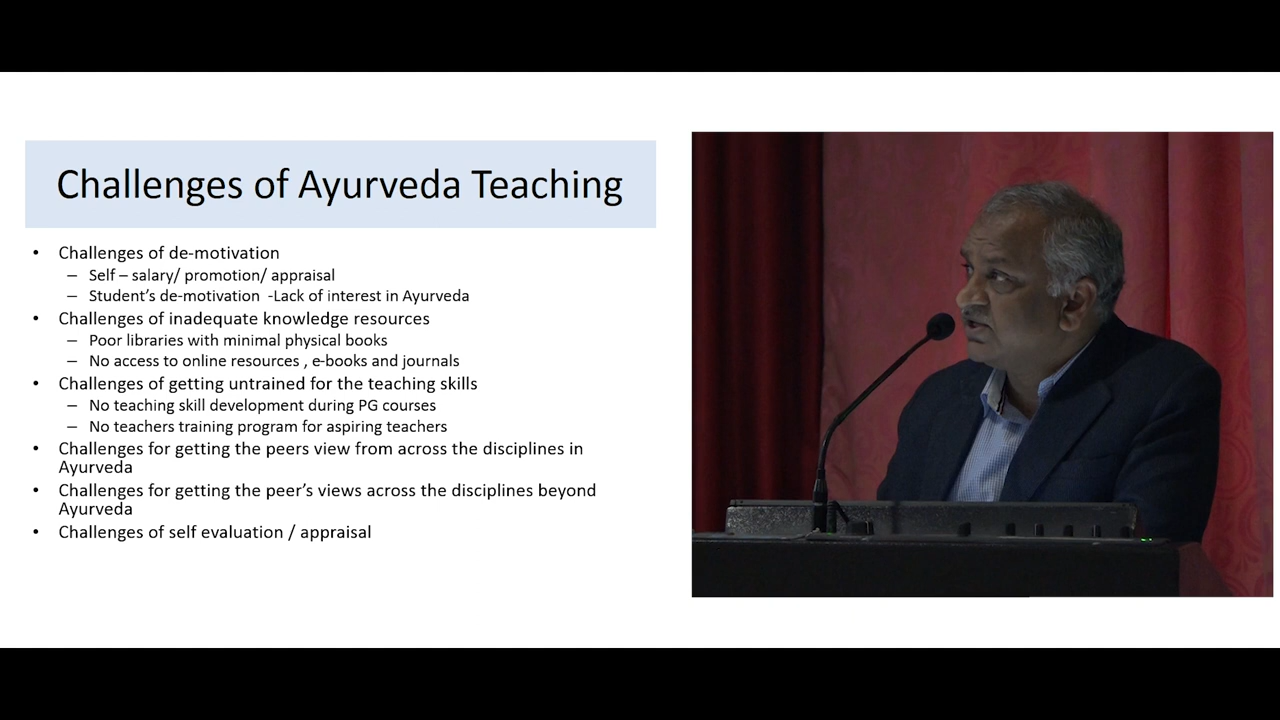 Challenges of Ayurveda Teaching
• Challenges of de-motivation
– Self – salary/ promotion/ appraisal
– Student's de-motivation -Lack of interest in Ayurveda
• Challenges of inadequate knowledge resources
– Poor libraries with minimal physical books
– No access to online resources , e-books and journals
• Challenges of getting untrained for the teaching skills
– No teaching skill development during PG courses
– No teachers training program for aspiring teachers
• Challenges for getting the peers view from across the disciplines in
Ayurveda
• Challenges for getting the peer's views across the disciplines beyond
Ayurveda
• Challenges of self evaluation / appraisal